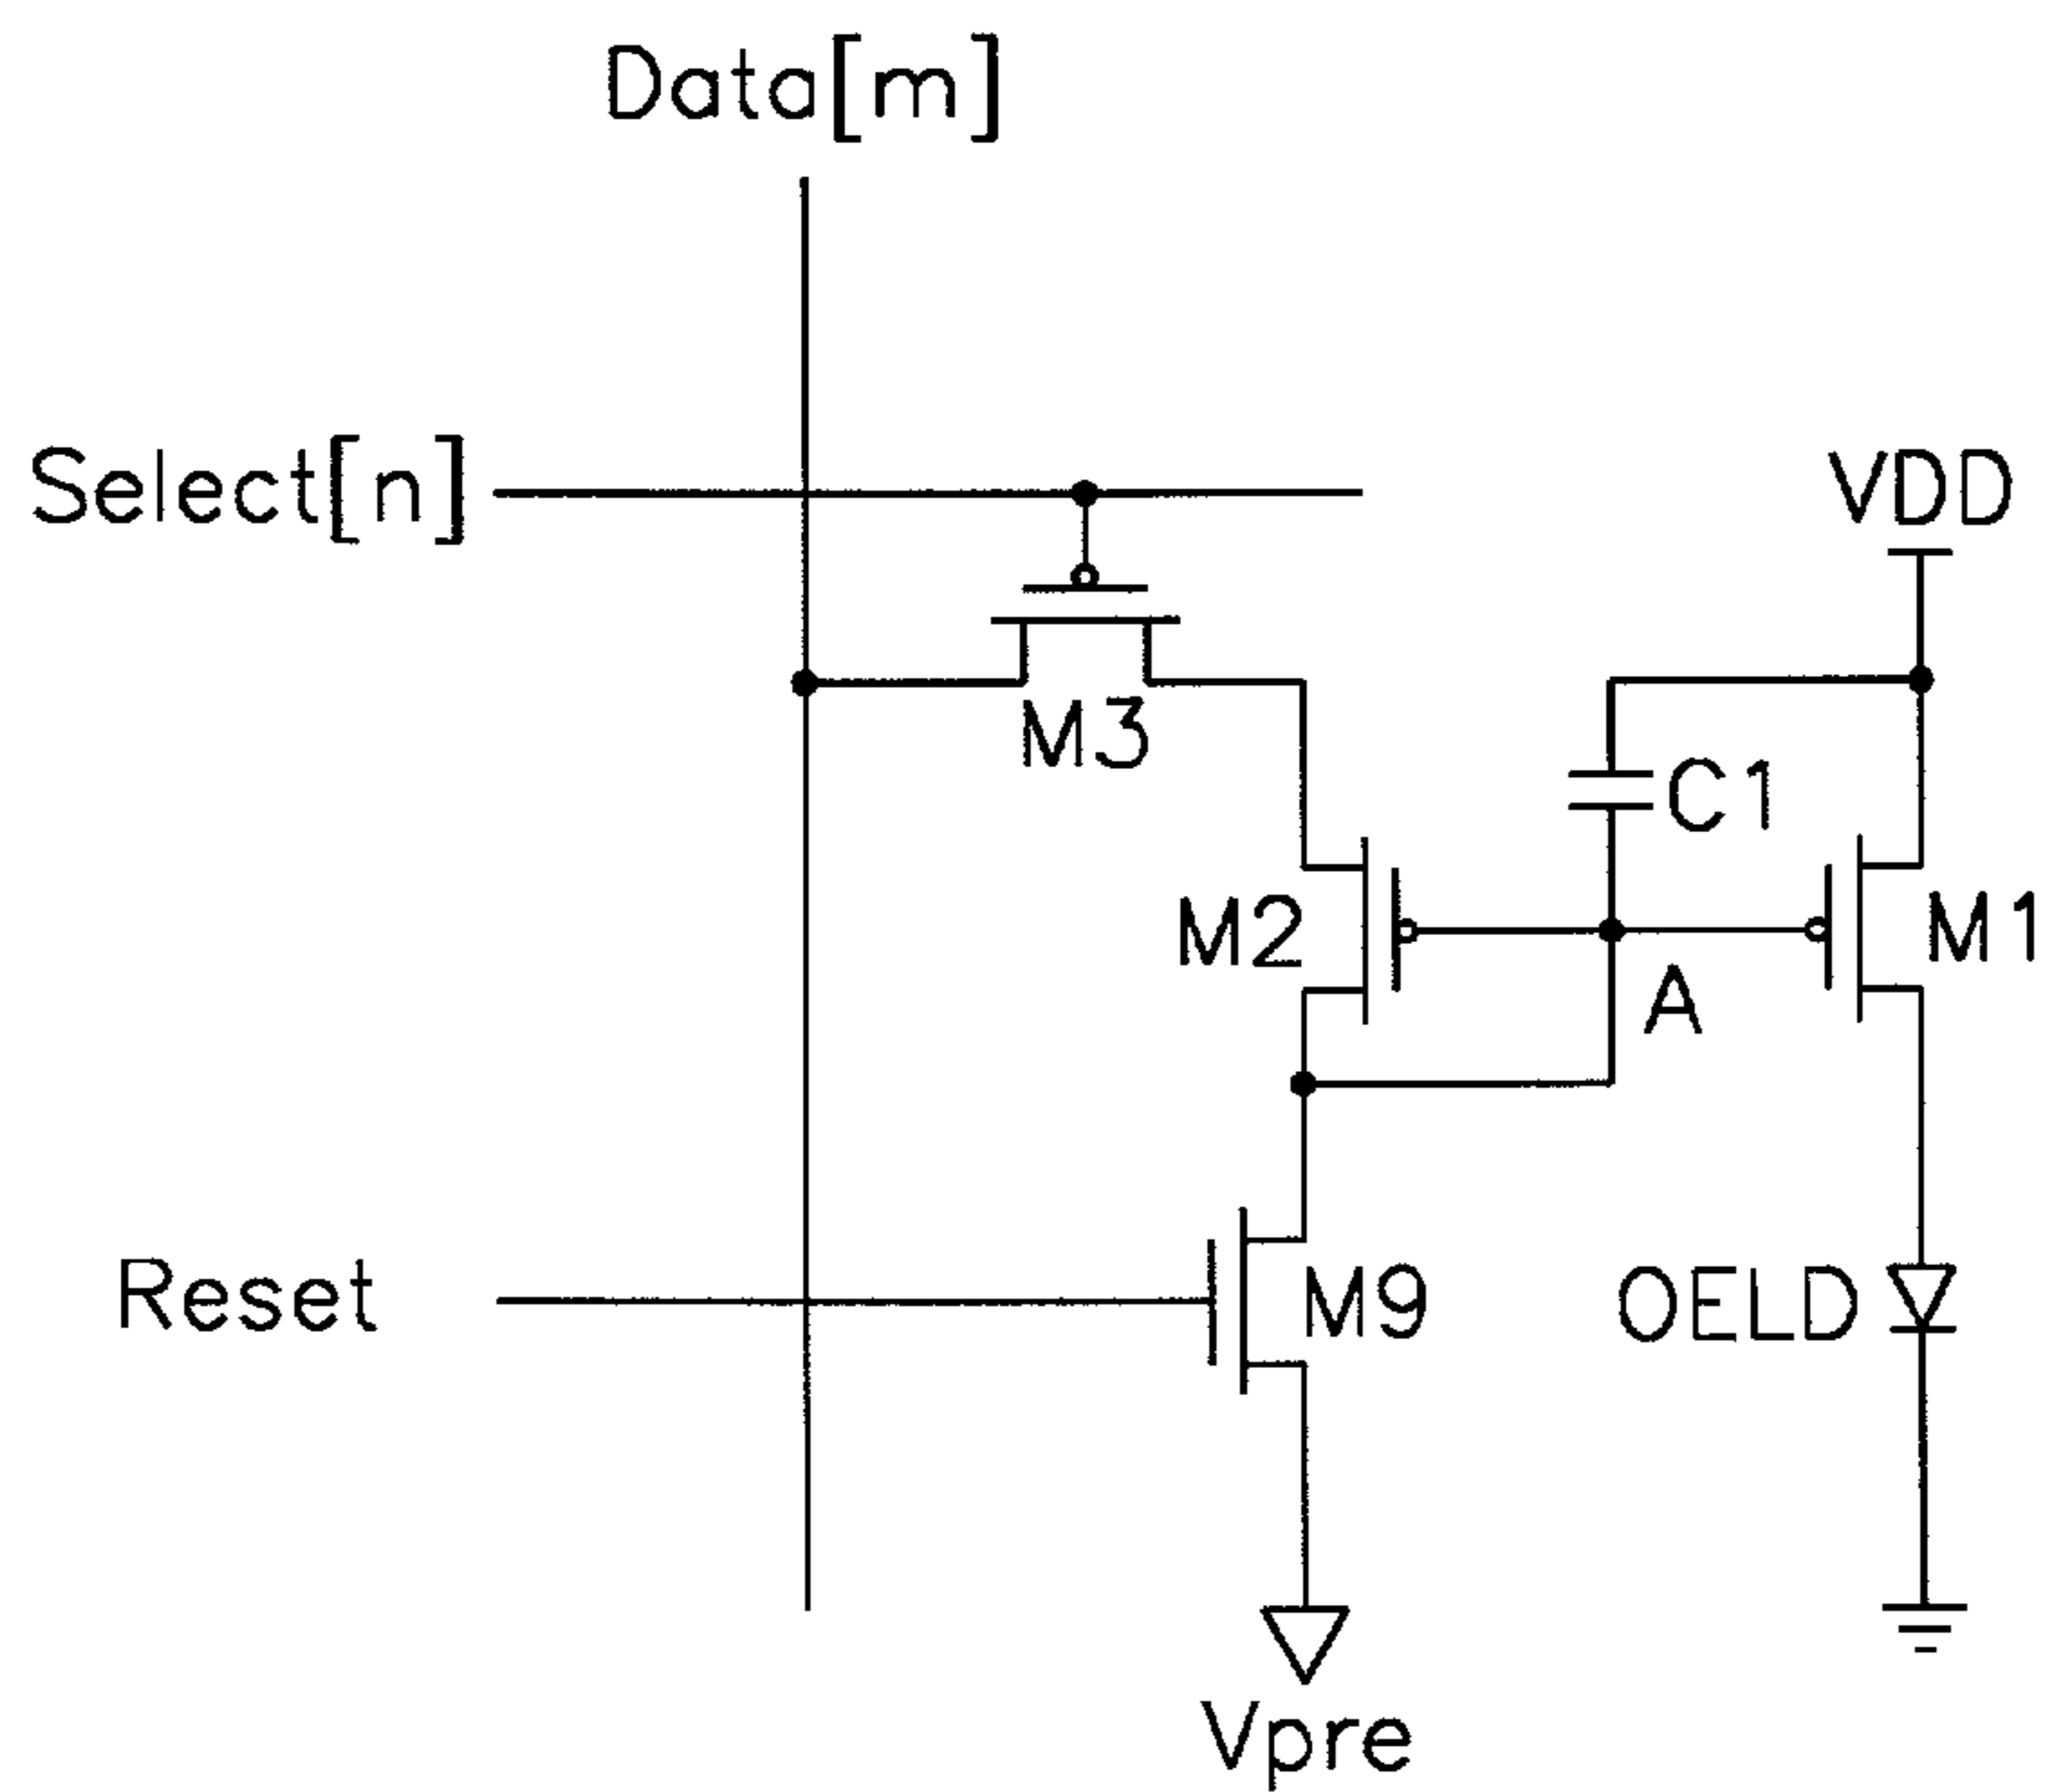 Data[m]
Select[n]
VDD
M3
C1
M2
M1
A
Reset
M9
OELD
Vpre